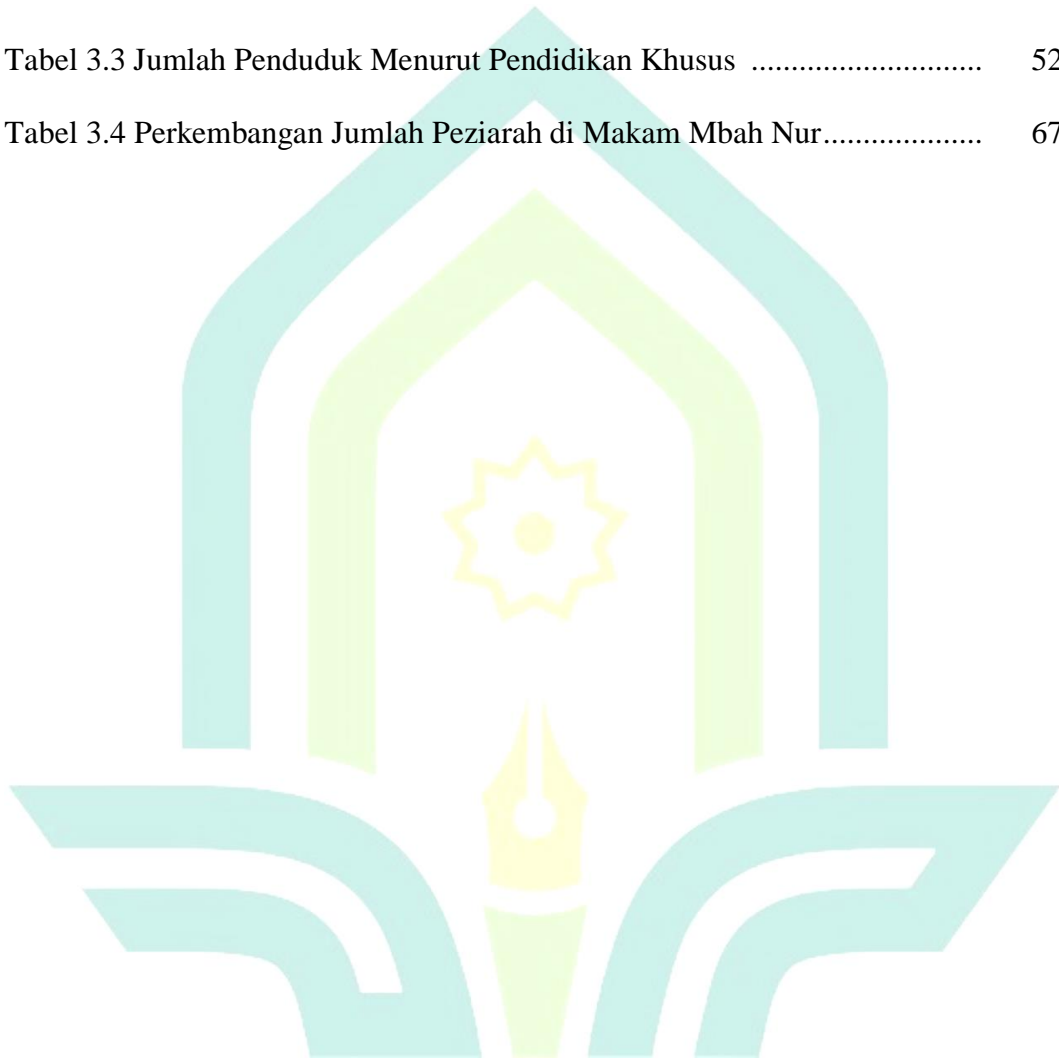 Tabel 3.3 Jumlah Penduduk Menurut Pendidikan Khusus ............................. 52
Tabel 3.4 Perkembangan Jumlah Peziarah di Makam Mbah Nur.................... 67